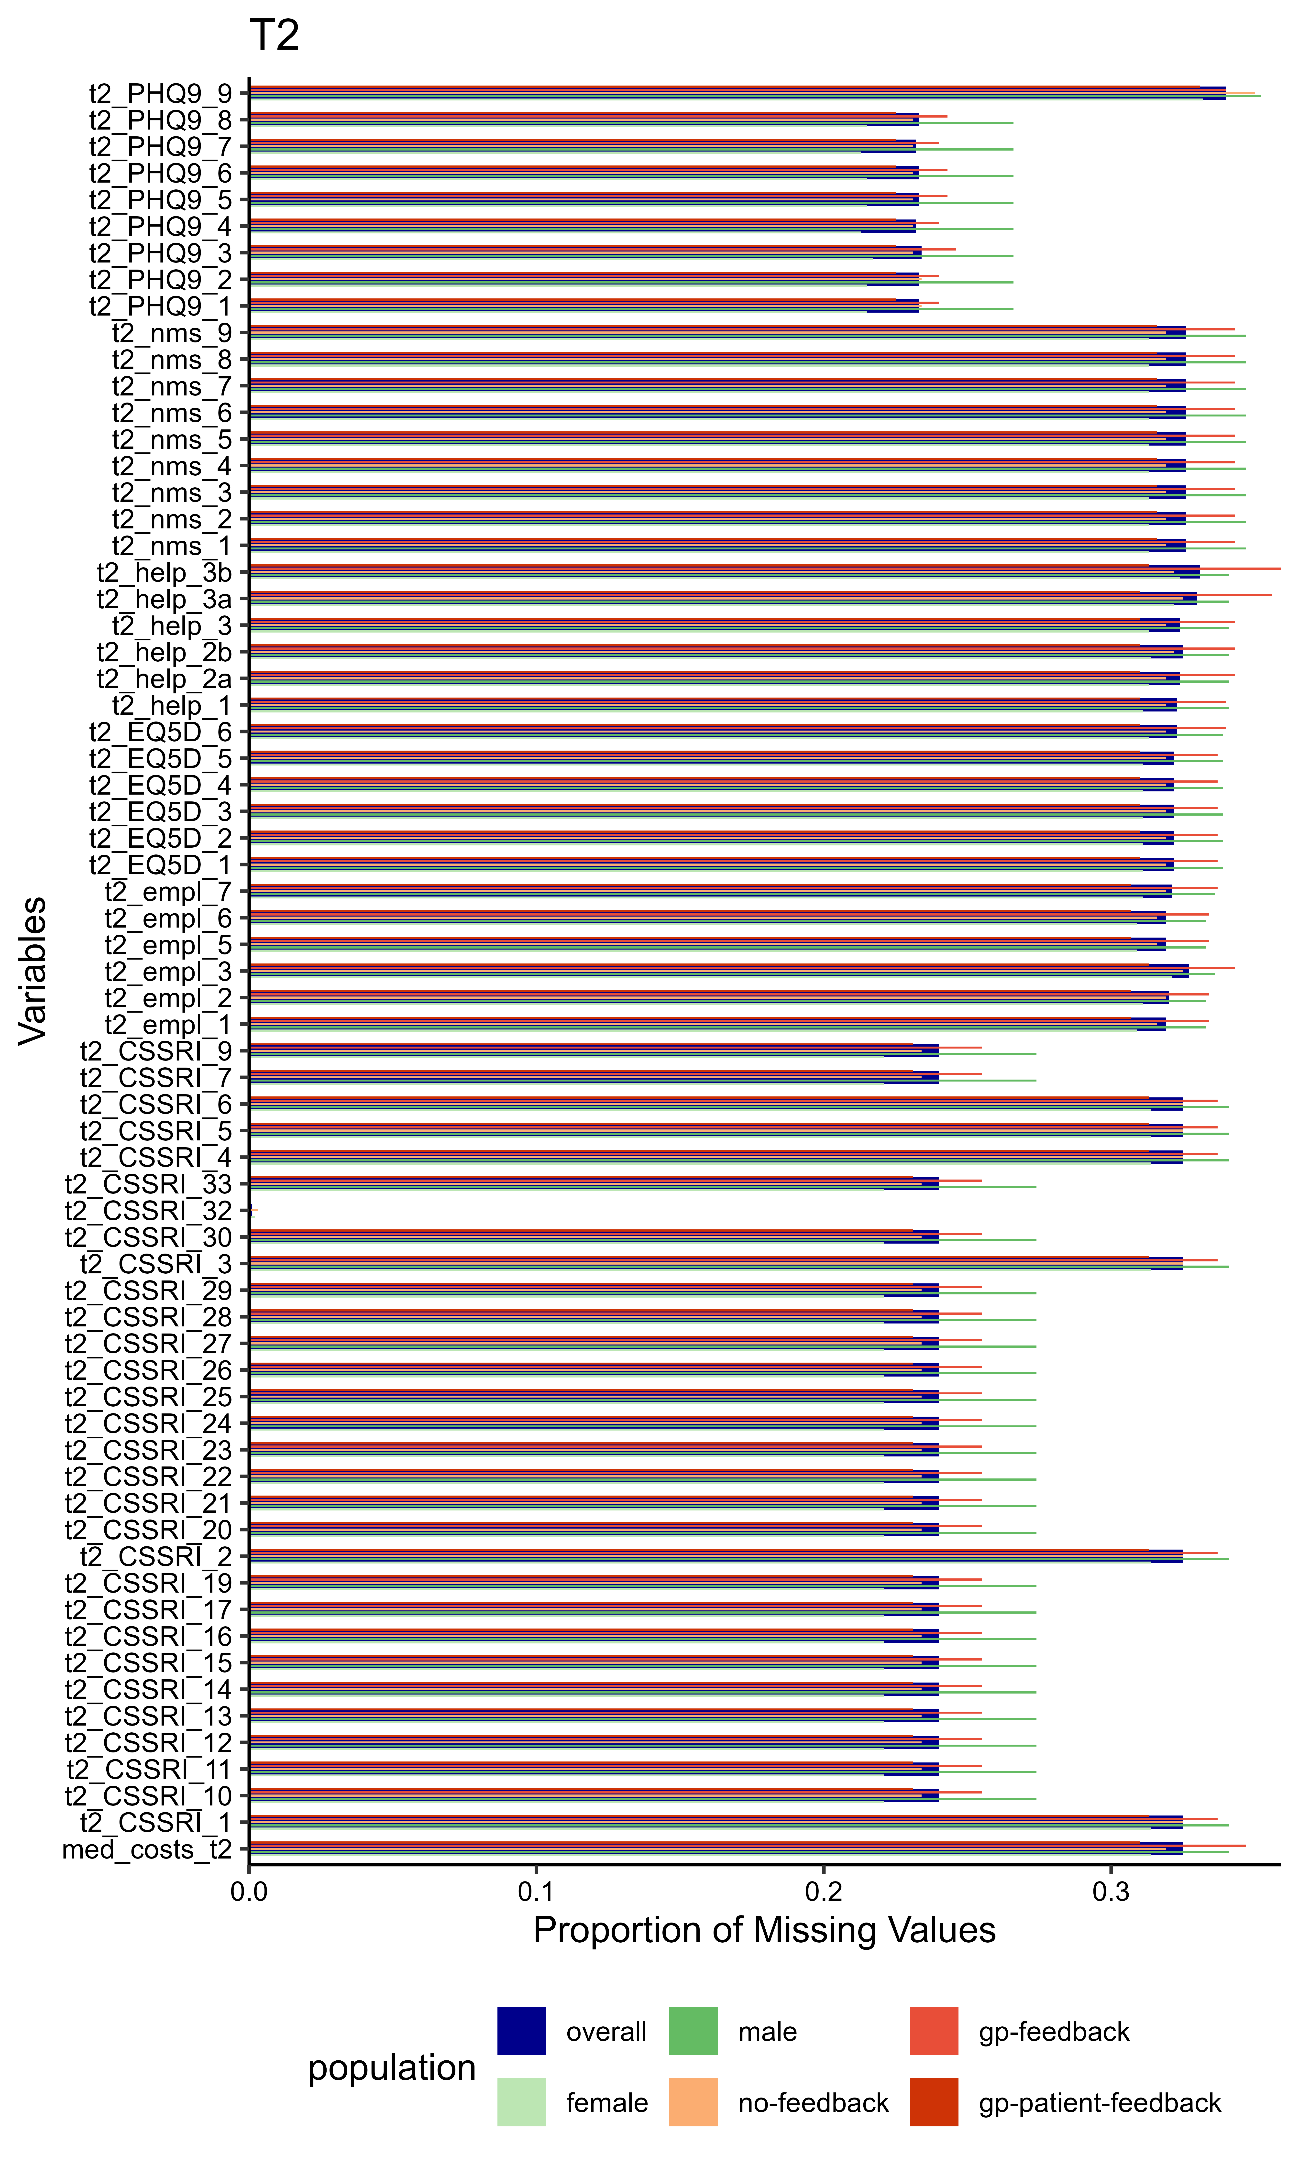 T2
t2_PHQ9_9
t2_PHQ9_8
t2_PHQ9_7
t2_PHQ9_6
t2_PHQ9_5
t2_PHQ9_4
t2_PHQ9_3
t2_PHQ9_2
t2_PHQ9_1
t2_nms_9
t2_nms_8
t2_nms_7
t2_nms_6
t2_nms_5
t2_nms_4
t2_nms_3
t2_nms_2
t2_nms_1
t2_help_3b
t2_help_3a
t2_help_3
t2_help_2b
t2_help_2a
t2_help_1
t2_EQ5D_6
t2_EQ5D_5
t2_EQ5D_4
t2_EQ5D_3
t2_EQ5D_2
t2_EQ5D_1
t2_empl_7
t2_empl_6
t2_empl_5
t2_empl_3
t2_empl_2
t2_empl_1
t2_CSSRI_9
t2_CSSRI_7
t2_CSSRI_6
t2_CSSRI_5
t2_CSSRI_4
t2_CSSRI_33
t2_CSSRI_32
t2_CSSRI_30
t2_CSSRI_3
t2_CSSRI_29
t2_CSSRI_28
t2_CSSRI_27
t2_CSSRI_26
t2_CSSRI_25
t2_CSSRI_24
t2_CSSRI_23
t2_CSSRI_22
t2_CSSRI_21
t2_CSSRI_20
t2_CSSRI_2
t2_CSSRI_19
t2_CSSRI_17
t2_CSSRI_16
t2_CSSRI_15
t2_CSSRI_14
t2_CSSRI_13
t2_CSSRI_12
t2_CSSRI_11
t2_CSSRI_10
t2_CSSRI_1
med_costs_t2
Variables
0.0 0.1 0.2 0.3
Proportion of Missing Values
population
overall male gp-feedback
female no-feedback gp-patient-feedback